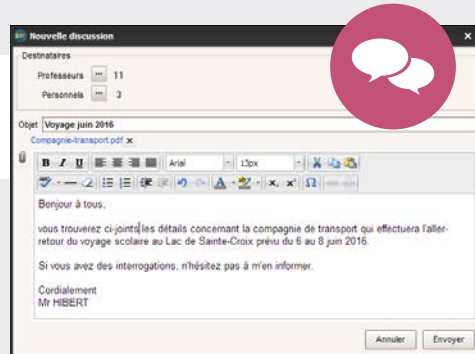 Nouvelle discussion
Destinataires
Professeurs ... 11
Personnels ... 3
Objet Voyage juin 2016
Compagnie-transport.pdf x
B I U Arial 13px
A x, x² Ω
Bonjour à tous,
vous trouverez ci-joints les détails concernant la compagnie de transport qui effectuera l'aller-
retour du voyage scolaire au Lac de Sainte-Croix prévu du 6 au 8 juin 2016.
Si vous avez des interrogations, n'hésitez pas à m'en informer.
Cordialement
Mr HIBERT
Annuler Envoyer